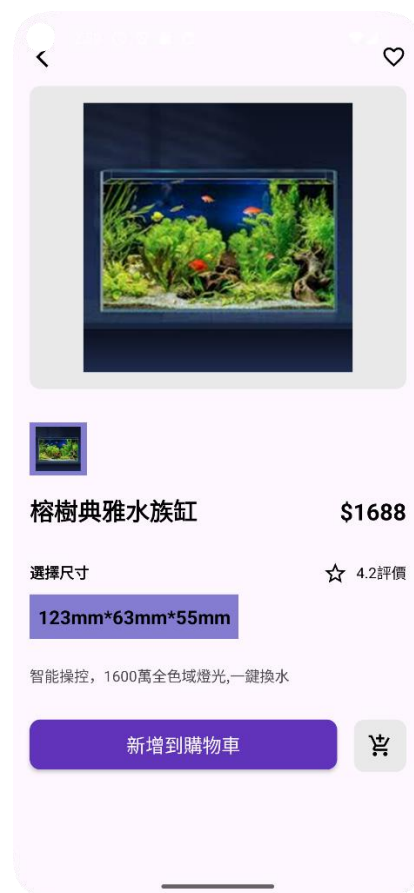 榕樹典雅水族缸 $1688
選擇尺寸 4.2評價
123mm*63mm*55mm
智能操控，1600萬全色域燈光,一鍵換水
新增到購物車